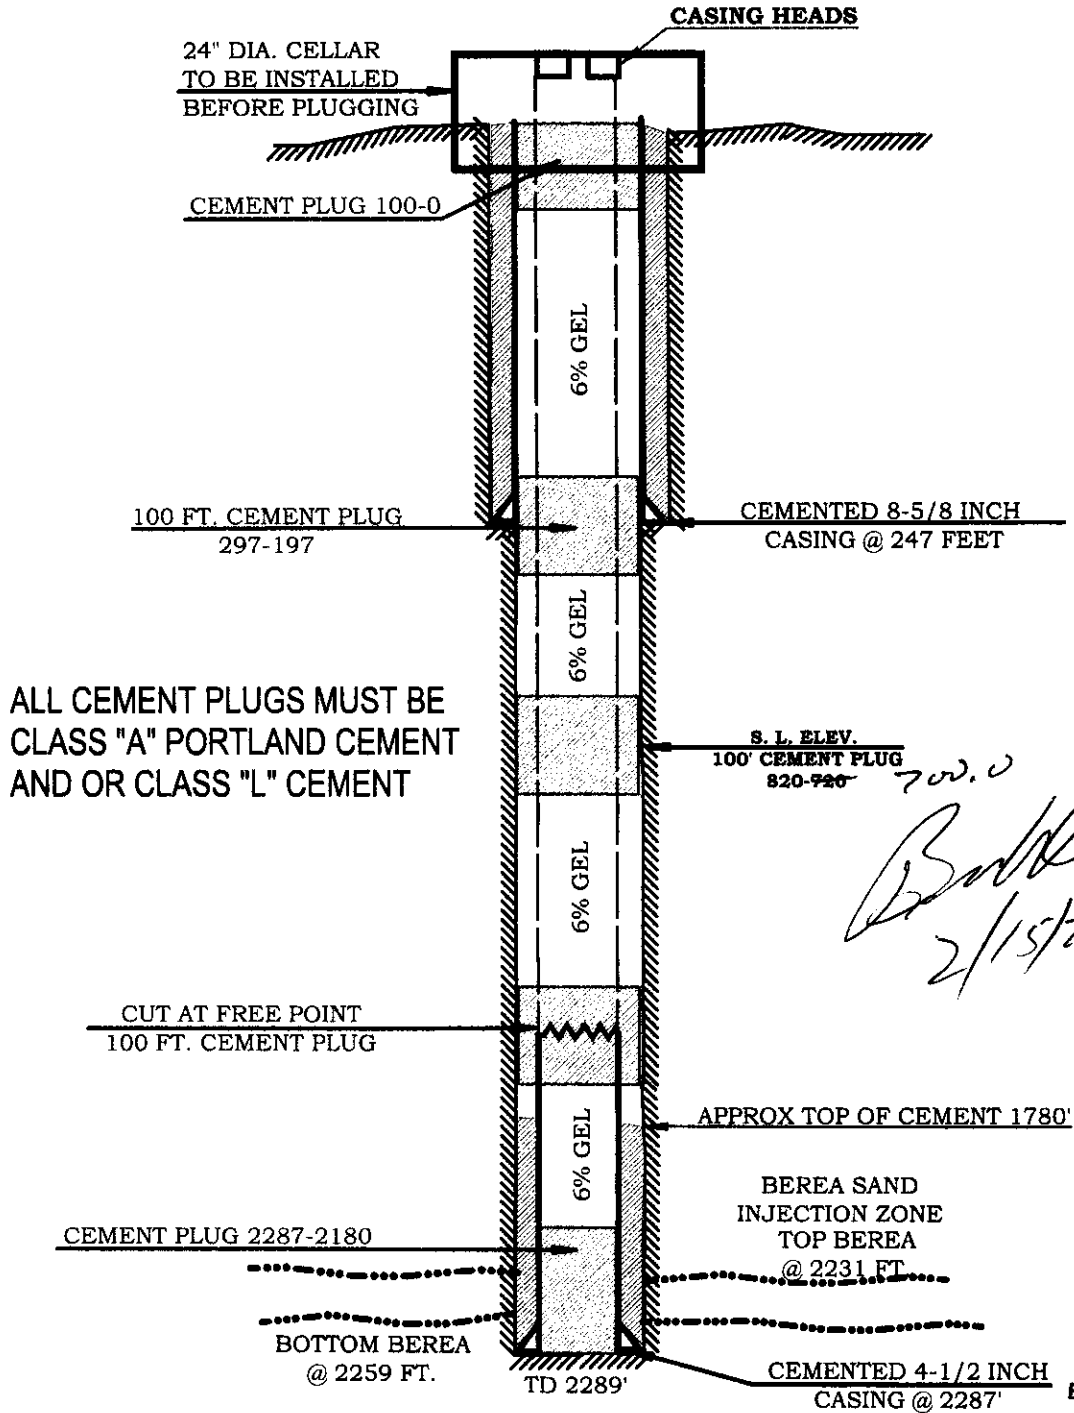 CASING HEADS
24" DIA. CELLAR
TO BE INSTALLED
BEFORE PLUGGING
CEMENT PLUG 100-0
6% GEL
100 FT. CEMENT PLUG
297-197
CEMENTED 8-5/8 INCH
CASING @ 247 FEET
6% GEL
ALL CEMENT PLUGS MUST BE
CLASS "A" PORTLAND CEMENT
AND OR CLASS "L" CEMENT
S. L. ELEV.
100' CEMENT PLUG
820-720
700.0
6% GEL
2/15/
CUT AT FREE POINT
100 FT. CEMENT PLUG
APPROX TOP OF CEMENT 1780'
6% GEL
BEREA SAND
INJECTION ZONE
TOP BEREA
@ 2231 FT
CEMENT PLUG 2287-2180
BOTTOM BEREA
@ 2259 FT.
TD 2289'
CEMENTED 4-1/2 INCH
CASING @ 2287'